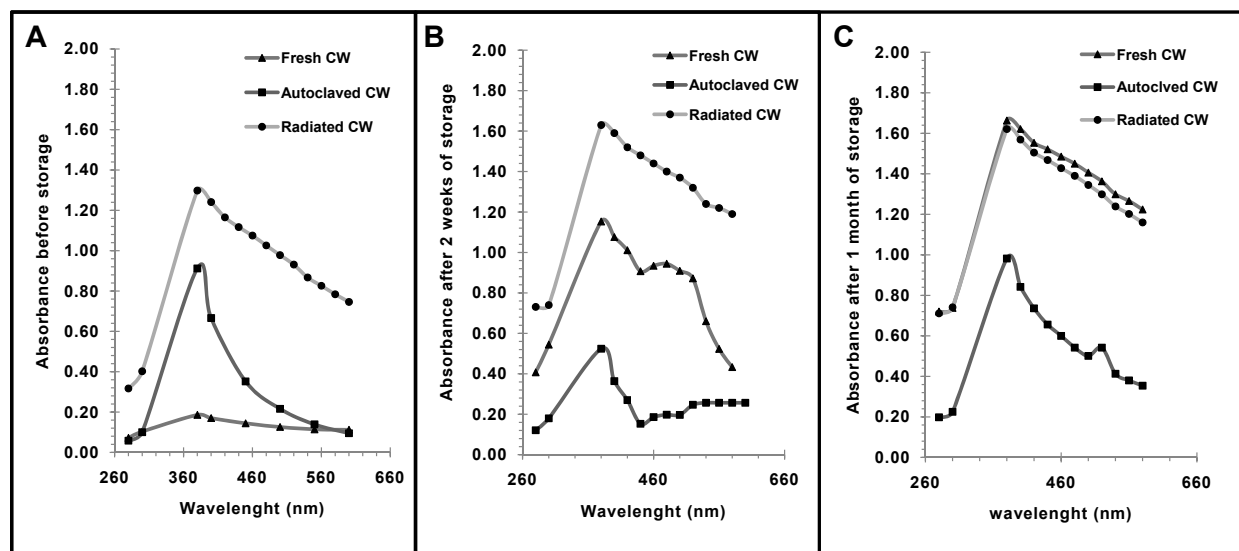 A
Absorbance before storage
2.00
1.80
1.60
1.40
1.20
1.00
0.80
0.60
0.40
0.20
0.00
Fresh CW
Autoclaved CW
Radiated CW
260 360 460 560 660
Wavelenght (nm)
B
Absorbance after 2 weeks of storage
2.00
1.80
1.60
1.40
1.20
1.00
0.80
0.60
0.40
0.20
0.00
Fresh CW
Autoclaved CW
Radiated CW
260 460 660
Wavelenght (nm)
C
Absorbance after 1 month of storage
2.00
1.80
1.60
1.40
1.20
1.00
0.80
0.60
0.40
0.20
0.00
Fresh CW
Autoclved CW
Radiated CW
260 460 660
wavelenght (nm)